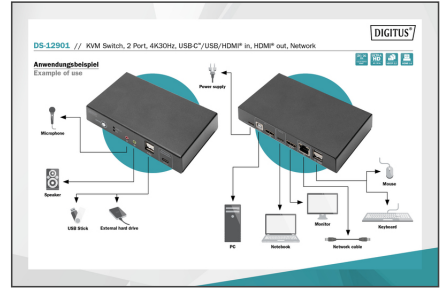 DIGITUS®
DS-12901 // KVM Switch, 2 Port, 4K30Hz, USB-C™/USB/HDMI® in, HDMI® out, Network
Anwendungsbeispiel
Example of use
Power supply
Microphone
Speaker
USB Stick
External hard drive
Mouse
Monitor
Keyboard
PC
Notebook
Network cable